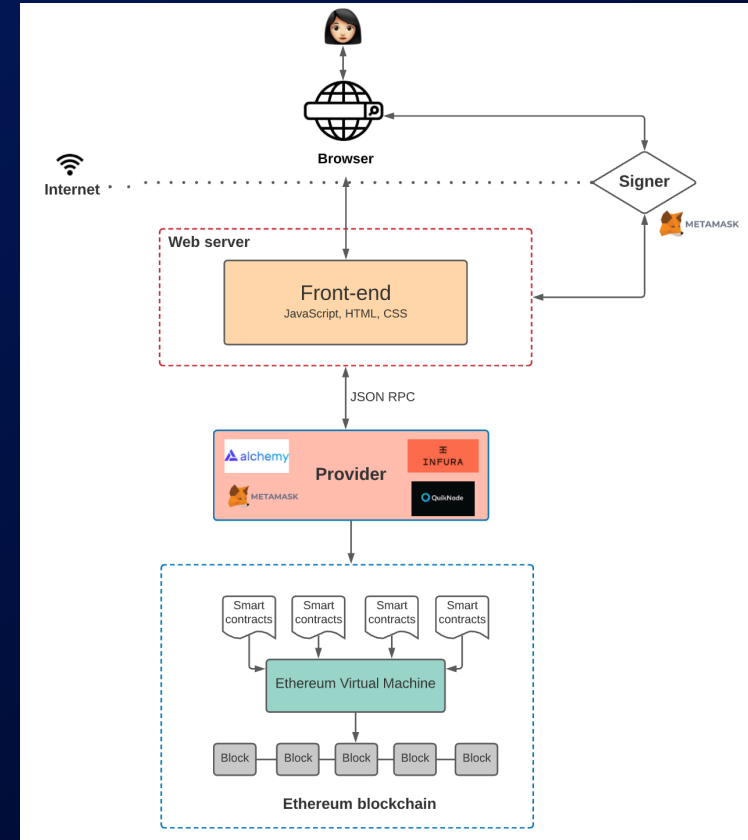 Browser
Internet
Signer
METAMASK
Web server
Front-end
JavaScript, HTML, CSS
JSON RPC
alchemy
INFURA
Provider
METAMASK
QuikNode
Smart
contracts
Smart
contracts
Smart
contracts
Smart
contracts
Ethereum Virtual Machine
Block
Block
Block
Block
Block
Ethereum blockchain